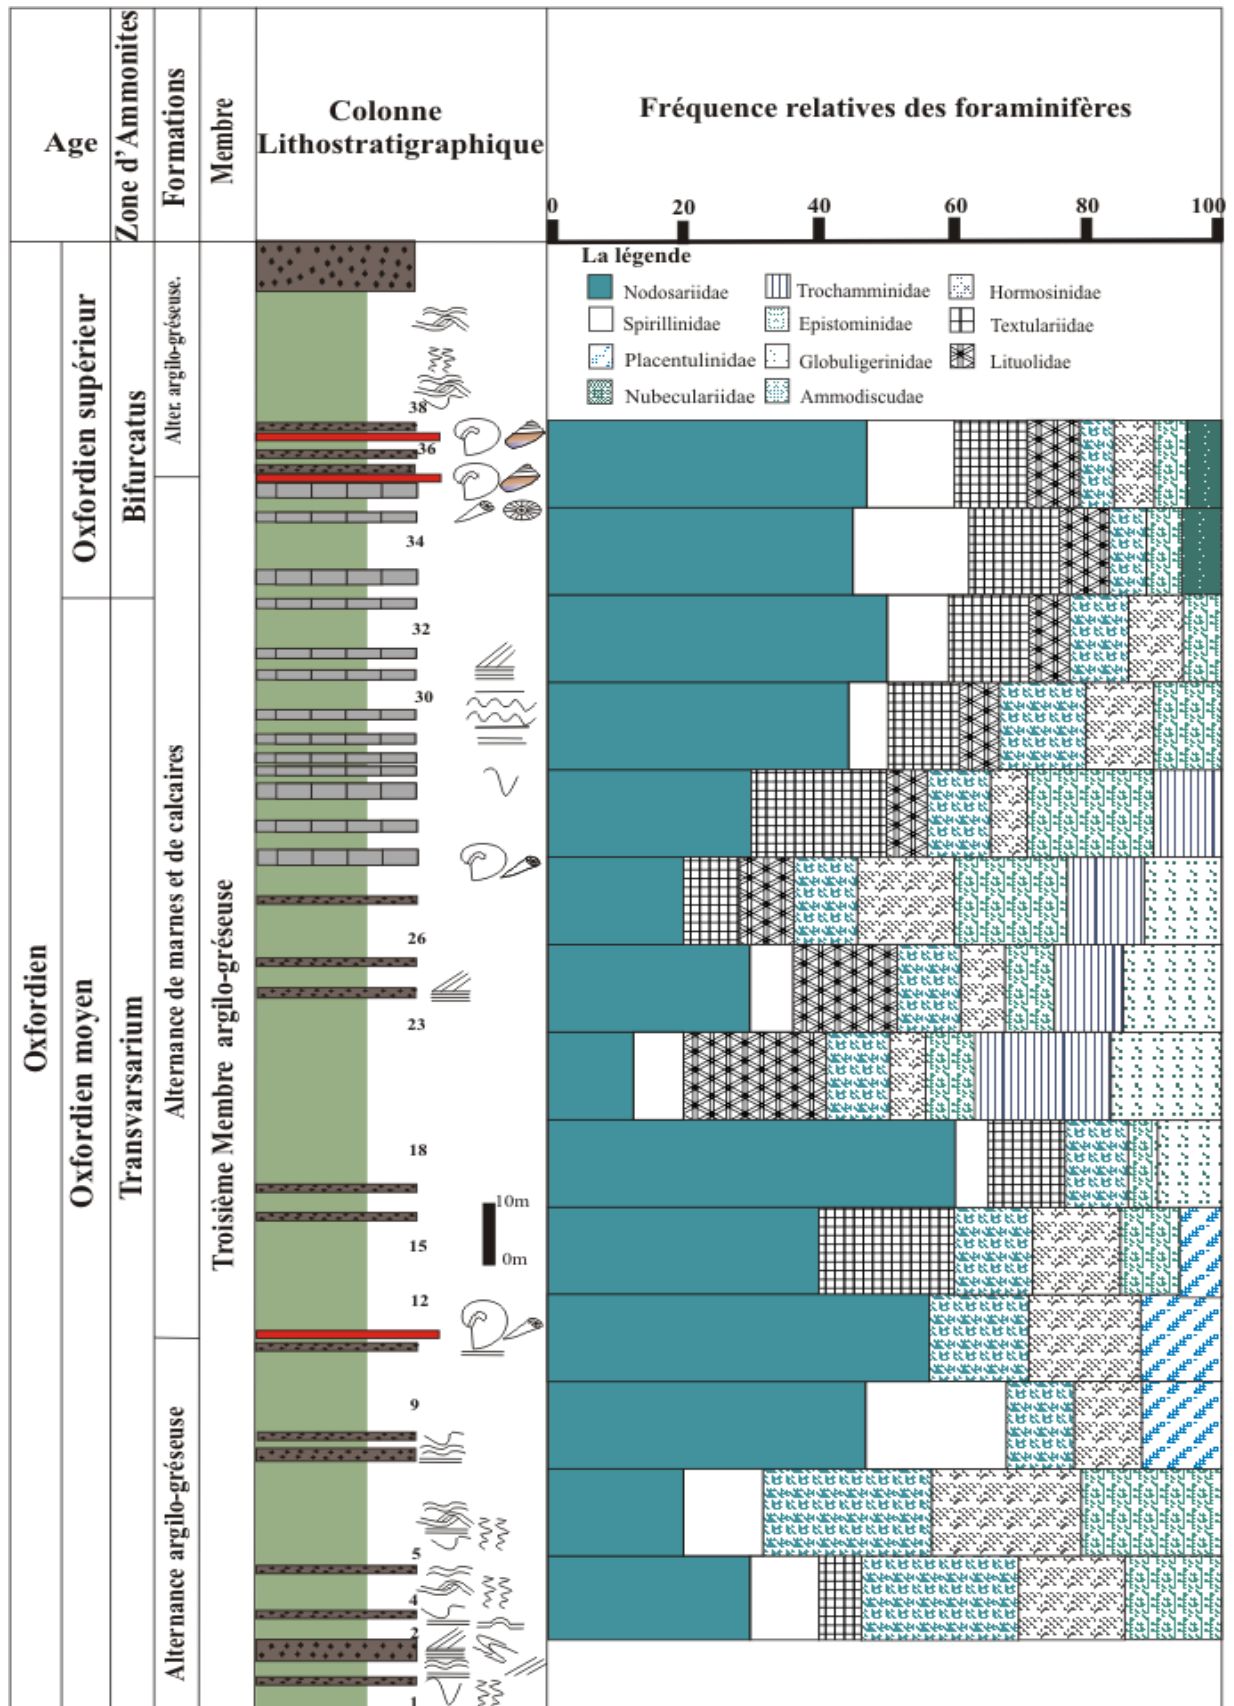 Age
Zone d'Ammonites
Formations
Membre
Colonne
Lithostratigraphique
Fréquence relatives des foraminifères
0 20 40 60 80 100
La légende
Nodosariidae
Trochamminidae
Hormosinidae
Spirillinidae
Epistominidae
Textulariidae
Placentulinidae
Globuligerinidae
Lituolidae
Nubeculariidae
Ammodiscudae
Oxfordien
Oxfordien supérieur
Oxfordien moyen
Bifurcatus
Transvarsarium
Alter. argilo-gréseuse.
Alternance de marnes et de calcaires
Alternance argilo-gréseuse
Troisième Membre argilo-gréseuse
38
36
34
32
30
26
23
18
10m
0m
15
12
9
5
4
2
1